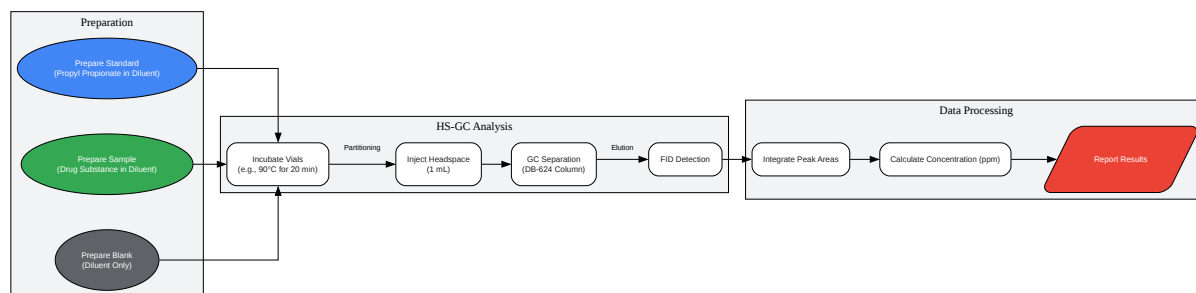 Preparation
Prepare Standard
(Propyl Propionate in Diluent)
Prepare Sample
(Drug Substance in Diluent)
Prepare Blank
(Diluent Only)
HS-GC Analysis
Incubate Vials
(e.g., 90°C for 20 min)
Partitioning
Inject Headspace
(1 mL)
GC Separation
(DB-624 Column)
Elution
FID Detection
Data Processing
Integrate Peak Areas
Calculate Concentration (ppm)
Report Results